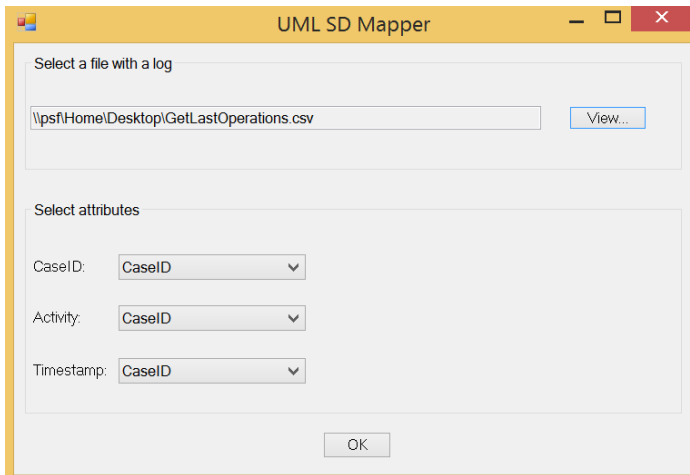 UML SD Mapper
Select a file with a log
\\psf\Home\Desktop\GetLastOperations.csv
View...
Select attributes
CaseID: CaseID
Activity: CaseID
Timestamp: CaseID
OK